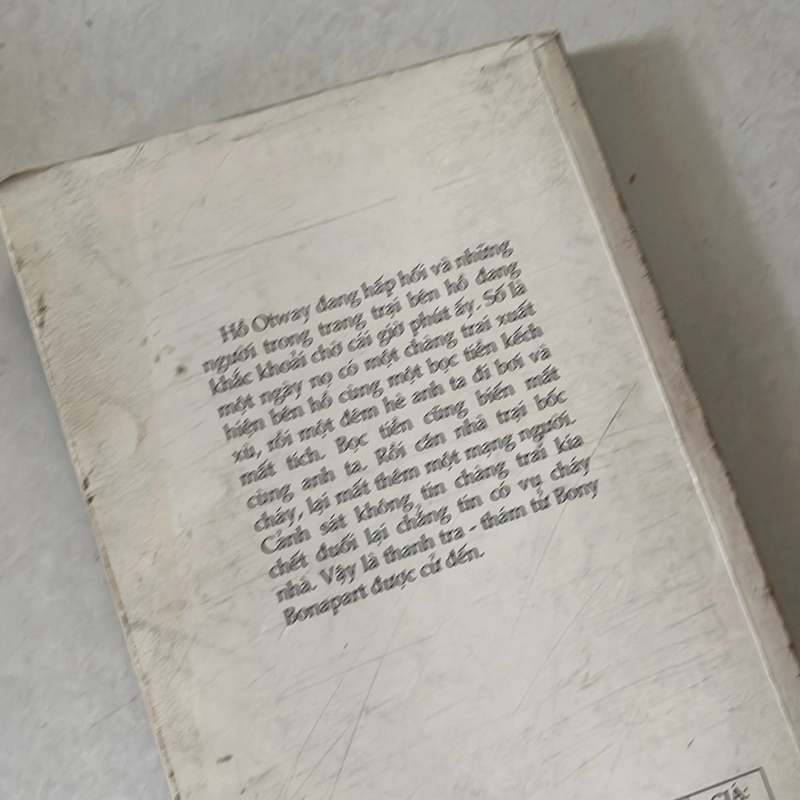 Hồ Otway đang hấp hối và những
người trong trang trại bên hồ đang
khắc khoải chờ cái giờ phút ấy. Số là
một ngày nọ có một chàng trai xuất
hiện bên hồ cùng một bọc tiền kếch
xù, rồi một đêm hè anh ta đi bơi và
mất tích. Bọc tiền cũng biến mất
cùng anh ta. Rồi căn nhà trại bốc
cháy, lại mất thêm một mạng người.
Cảnh sát không tin chàng trai kia
chết đuối lại chẳng tin có vụ cháy
nhà. Vậy là thanh tra - thám tử Bony
Bonapart được cử đến.
GIÁ: